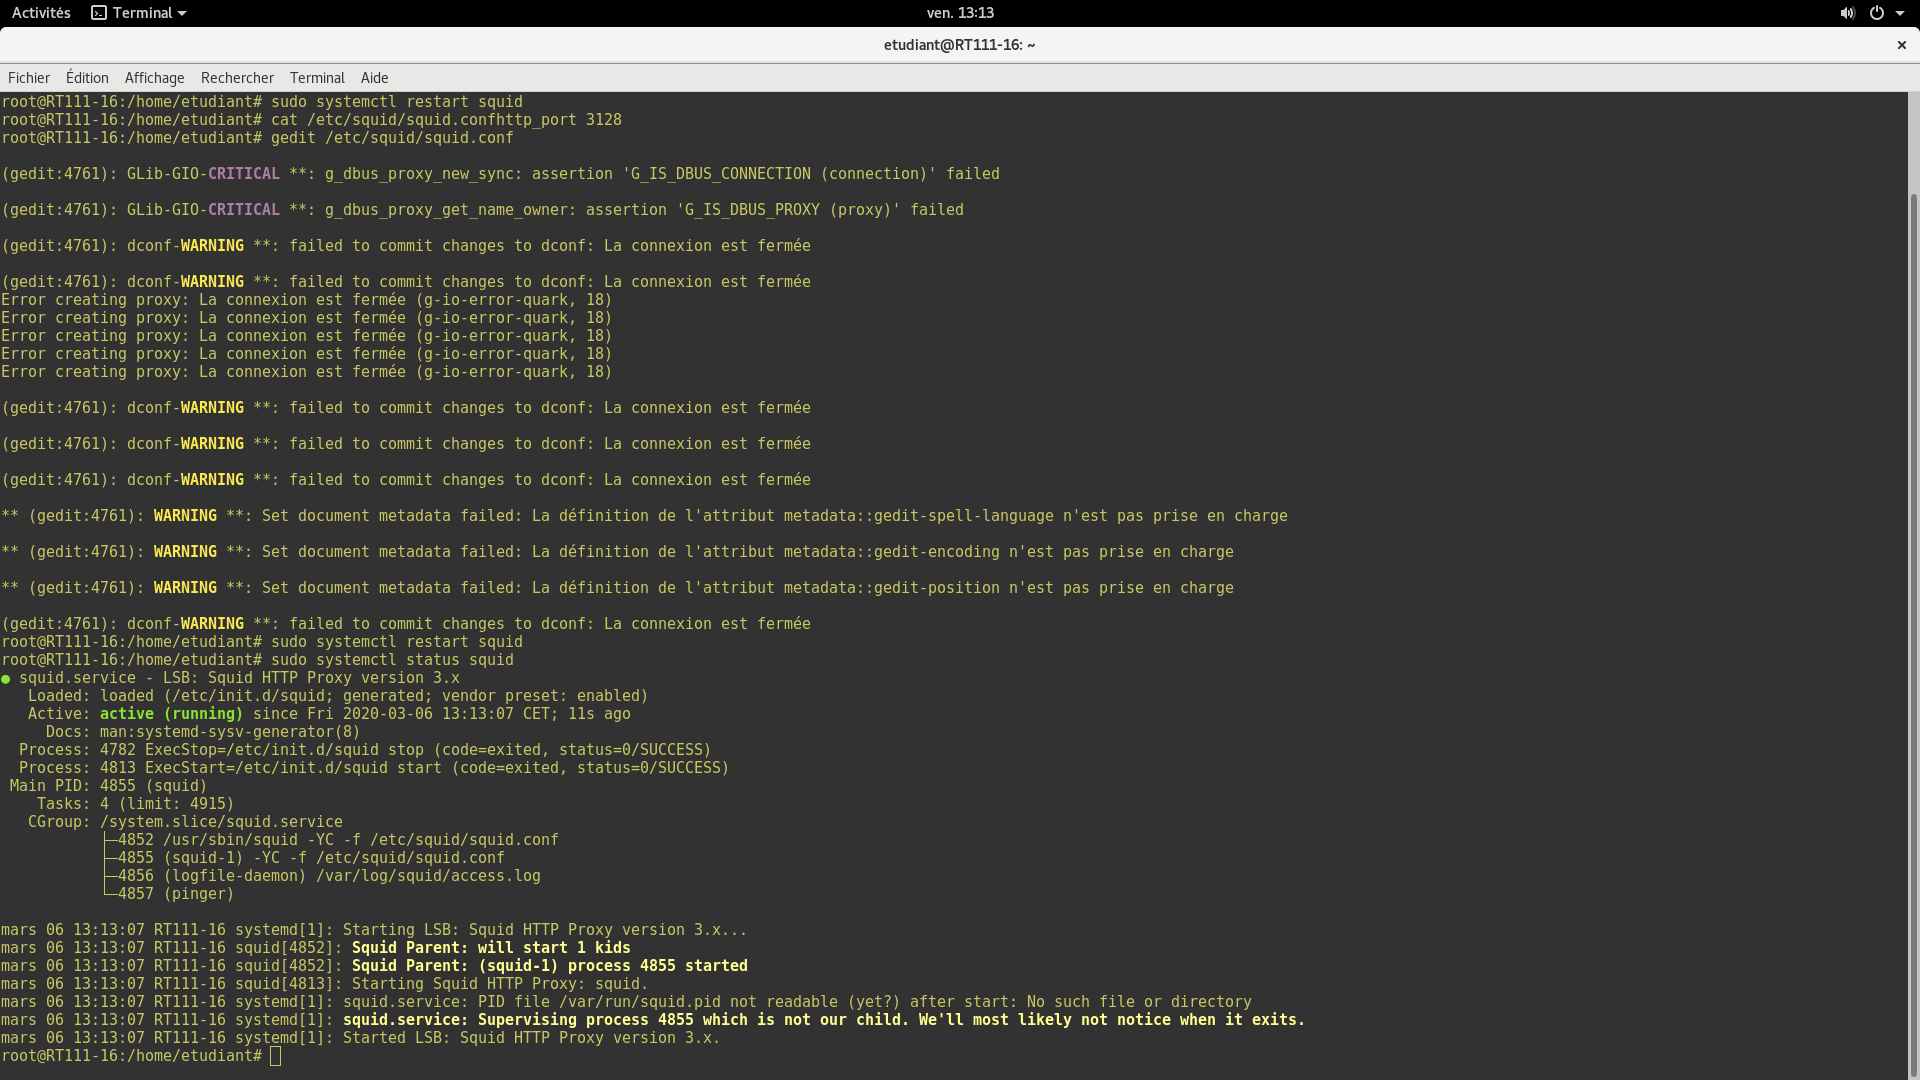 Activités Terminal ven. 13:13
etudiant@RT111-16: ~
Fichier Édition Affichage Rechercher Terminal Aide
root@RT111-16:/home/etudiant# sudo systemctl restart squid
root@RT111-16:/home/etudiant# cat /etc/squid/squid.confhttp_port 3128
root@RT111-16:/home/etudiant# gedit /etc/squid/squid.conf
(gedit:4761): GLib-GIO-CRITICAL **: g_dbus_proxy_new_sync: assertion 'G_IS_DBUS_CONNECTION (connection)' failed
(gedit:4761): GLib-GIO-CRITICAL **: g_dbus_proxy_get_name_owner: assertion 'G_IS_DBUS_PROXY (proxy)' failed
(gedit:4761): dconf-WARNING **: failed to commit changes to dconf: La connexion est fermée
(gedit:4761): dconf-WARNING **: failed to commit changes to dconf: La connexion est fermée
Error creating proxy: La connexion est fermée (g-io-error-quark, 18)
Error creating proxy: La connexion est fermée (g-io-error-quark, 18)
Error creating proxy: La connexion est fermée (g-io-error-quark, 18)
Error creating proxy: La connexion est fermée (g-io-error-quark, 18)
Error creating proxy: La connexion est fermée (g-io-error-quark, 18)
(gedit:4761): dconf-WARNING **: failed to commit changes to dconf: La connexion est fermée
(gedit:4761): dconf-WARNING **: failed to commit changes to dconf: La connexion est fermée
(gedit:4761): dconf-WARNING **: failed to commit changes to dconf: La connexion est fermée
** (gedit:4761): WARNING **: Set document metadata failed: La définition de l'attribut metadata::gedit-spell-language n'est pas prise en charge
** (gedit:4761): WARNING **: Set document metadata failed: La définition de l'attribut metadata::gedit-encoding n'est pas prise en charge
** (gedit:4761): WARNING **: Set document metadata failed: La définition de l'attribut metadata::gedit-position n'est pas prise en charge
(gedit:4761): dconf-WARNING **: failed to commit changes to dconf: La connexion est fermée
root@RT111-16:/home/etudiant# sudo systemctl restart squid
root@RT111-16:/home/etudiant# sudo systemctl status squid
● squid.service - LSB: Squid HTTP Proxy version 3.x
Loaded: loaded (/etc/init.d/squid; generated; vendor preset: enabled)
Active: active (running) since Fri 2020-03-06 13:13:07 CET; 11s ago
Docs: man:systemd-sysv-generator(8)
Process: 4782 ExecStop=/etc/init.d/squid stop (code=exited, status=0/SUCCESS)
Process: 4813 ExecStart=/etc/init.d/squid start (code=exited, status=0/SUCCESS)
Main PID: 4855 (squid)
Tasks: 4 (limit: 4915)
CGroup: /system.slice/squid.service
├─4852 /usr/sbin/squid -YC -f /etc/squid/squid.conf
├─4855 (squid-1) -YC -f /etc/squid/squid.conf
├─4856 (logfile-daemon) /var/log/squid/access.log
└─4857 (pinger)
mars 06 13:13:07 RT111-16 systemd[1]: Starting LSB: Squid HTTP Proxy version 3.x...
mars 06 13:13:07 RT111-16 squid[4852]: Squid Parent: will start 1 kids
mars 06 13:13:07 RT111-16 squid[4852]: Squid Parent: (squid-1) process 4855 started
mars 06 13:13:07 RT111-16 squid[4813]: Starting Squid HTTP Proxy: squid.
mars 06 13:13:07 RT111-16 systemd[1]: squid.service: PID file /var/run/squid.pid not readable (yet?) after start: No such file or directory
mars 06 13:13:07 RT111-16 systemd[1]: squid.service: Supervising process 4855 which is not our child. We'll most likely not notice when it exits.
mars 06 13:13:07 RT111-16 systemd[1]: Started LSB: Squid HTTP Proxy version 3.x.
root@RT111-16:/home/etudiant#